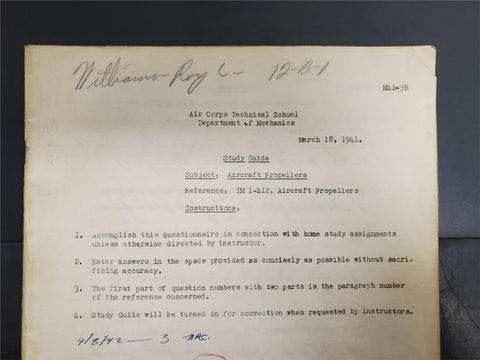 Williams - Roy C - 12-B-1
M41-3B
Air Corps Technical School
Department of Mechanics
March 18, 1941.
Study Guide
Subject: Aircraft Propellers
Reference: TM 1-412, Aircraft Propellers
Instructions:
1. Accomplish this questionnaire in connection with home study assignments
unless otherwise directed by instructor.
2. Enter answers in the space provided as concisely as possible without sacri-
ficing accuracy.
3. The first part of question numbers with two parts is the paragraph number
of the reference concerned.
4. Study Guide will be turned in for correction when requested by instructors.
4/8/42 — 3